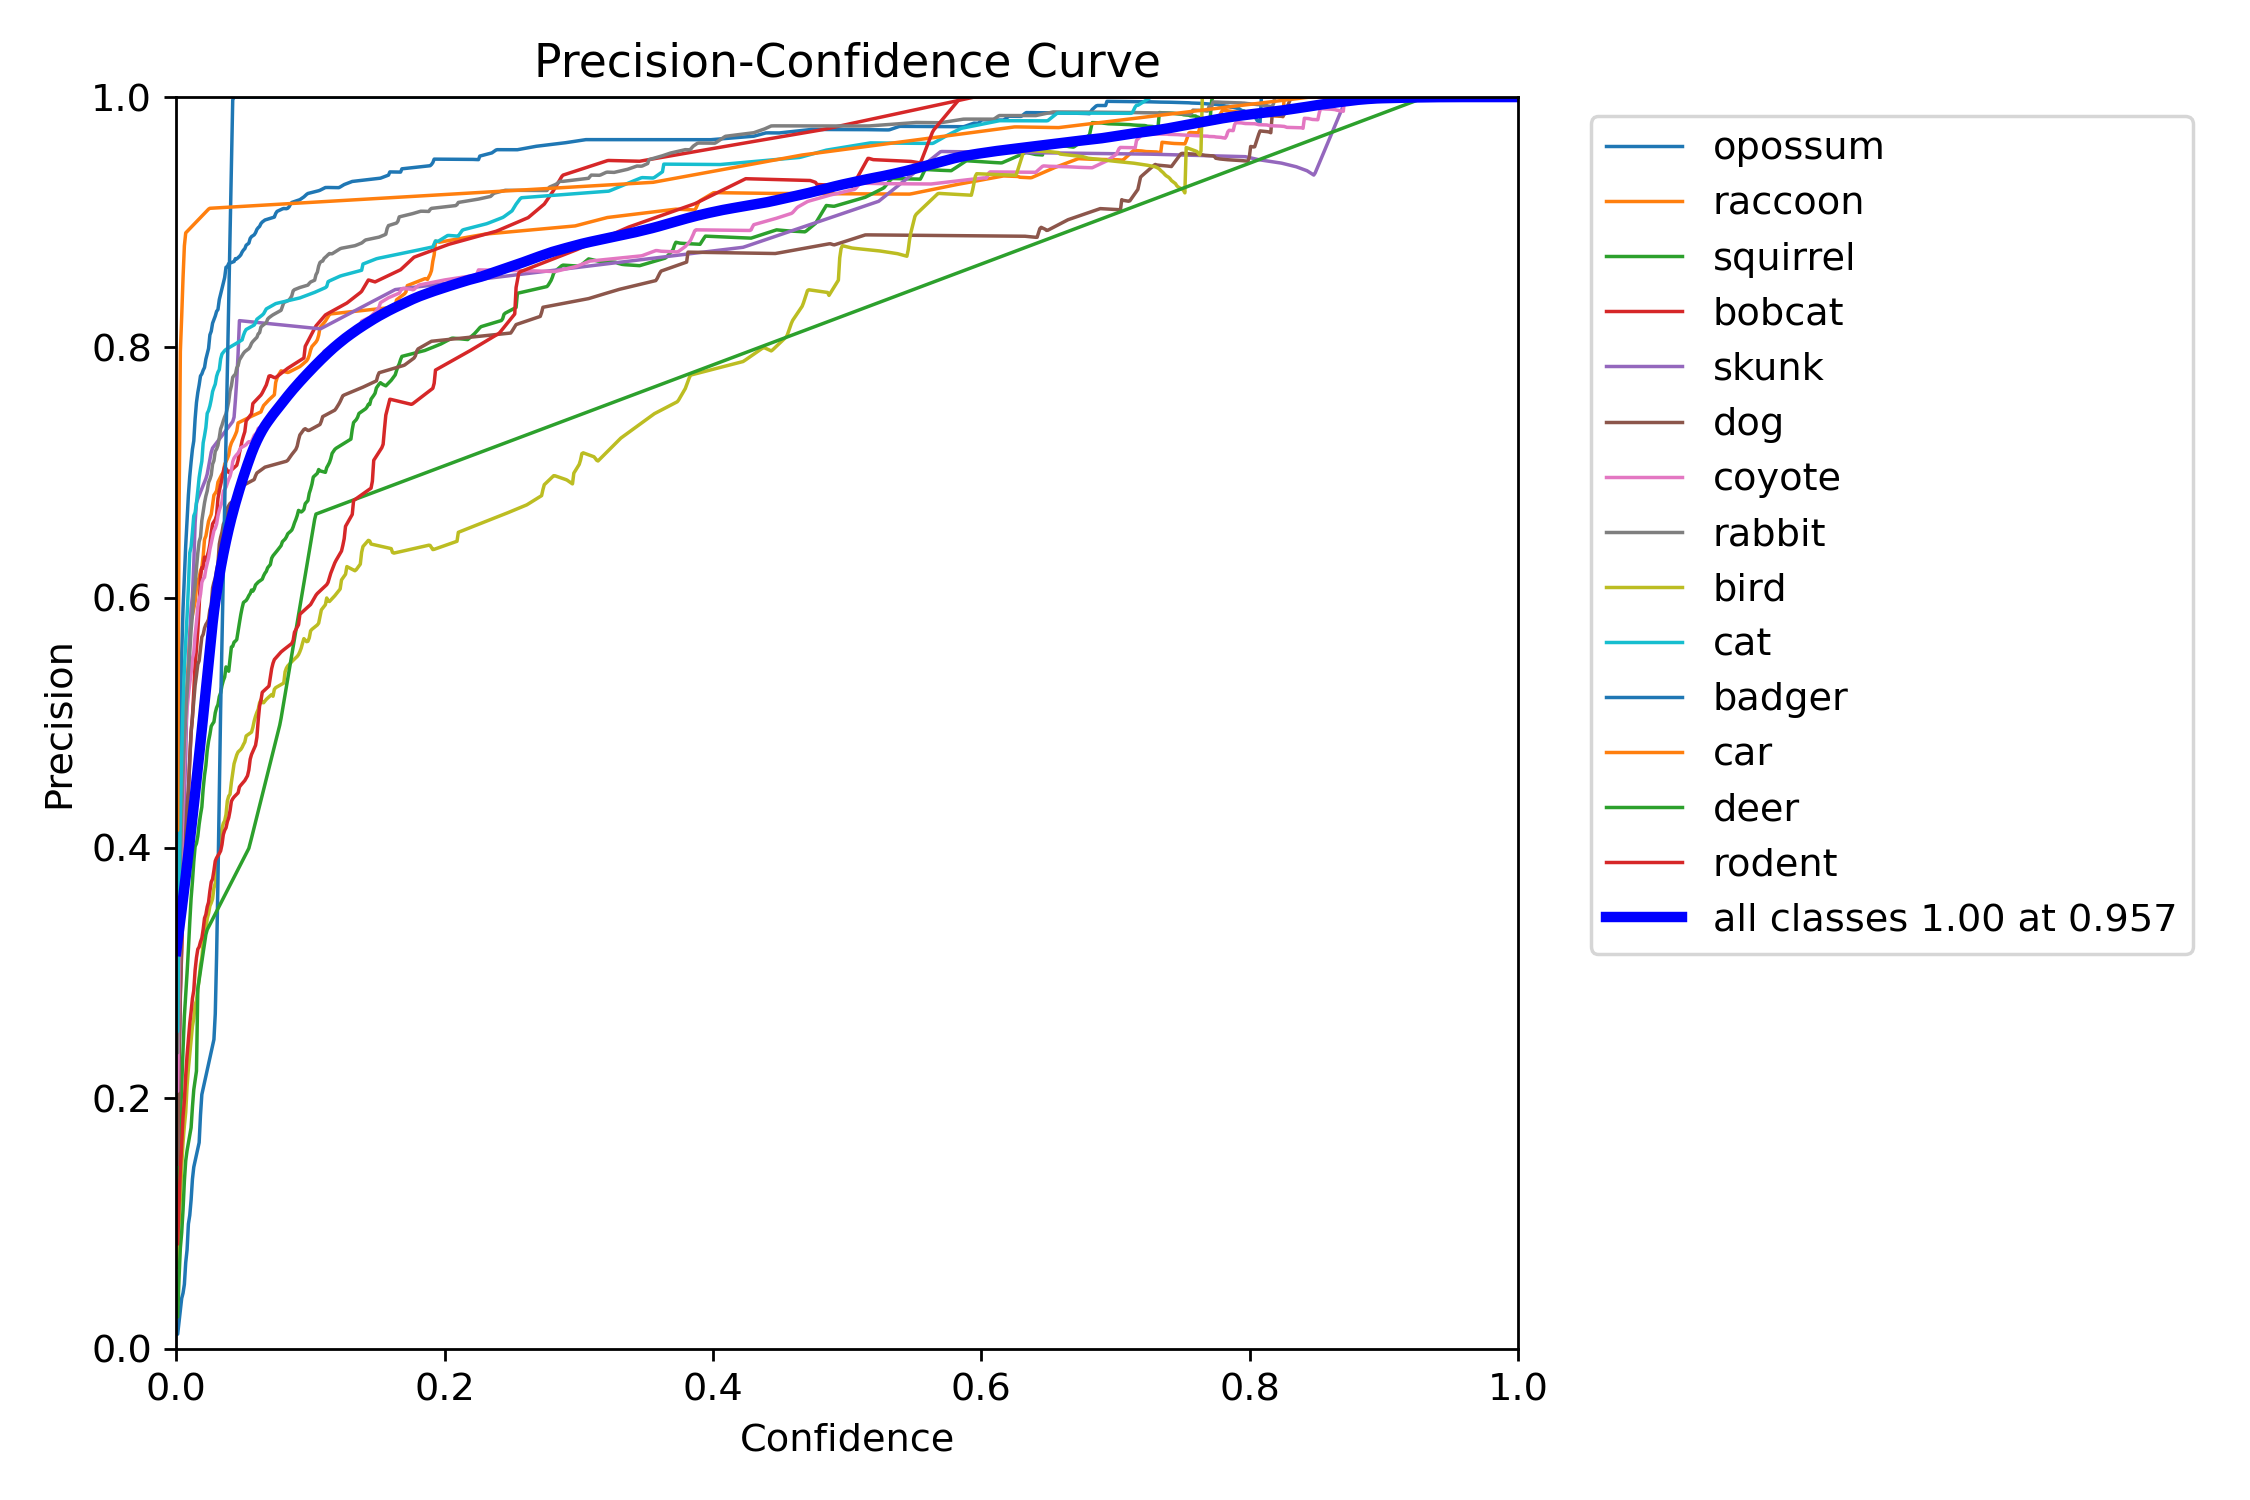 Precision-Confidence Curve
1.0
0.8
0.6
0.4
0.2
0.0
Precision
0.0 0.2 0.4 0.6 0.8 1.0
Confidence
opossum
raccoon
squirrel
bobcat
skunk
dog
coyote
rabbit
bird
cat
badger
car
deer
rodent
all classes 1.00 at 0.957